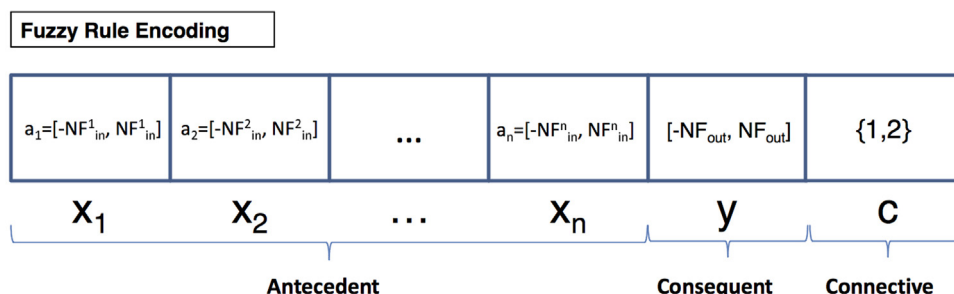 Fuzzy Rule Encoding
a₁=[-NF¹ᵢₙ, NF¹ᵢₙ] a₂=[-NF²ᵢₙ, NF²ᵢₙ] ... aₙ=[-NFⁿᵢₙ, NFⁿᵢₙ] [-NFₒᵤₜ, NFₒᵤₜ] {1,2}
x₁ x₂ ... xₙ y c
Antecedent Consequent Connective